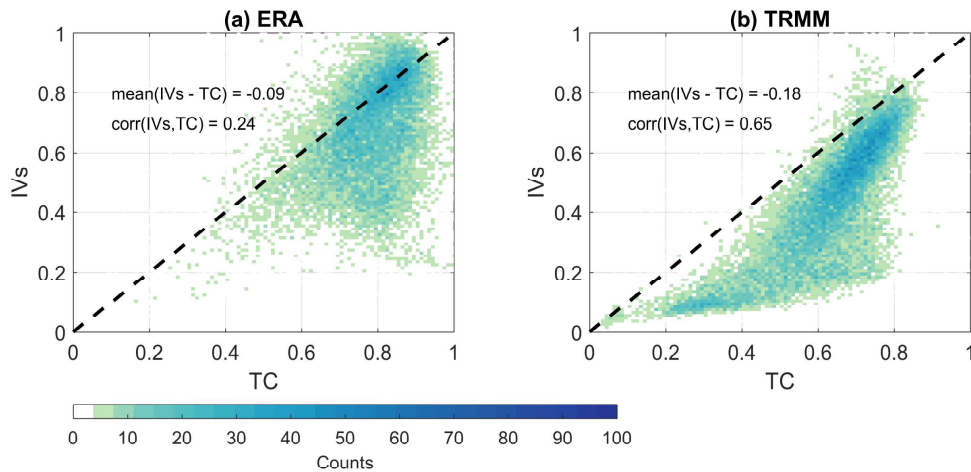 (a) ERA
(b) TRMM
1
0.8
0.6
0.4
0.2
0
IVs
mean(IVs - TC) = -0.09
corr(IVs,TC) = 0.24
0 0.2 0.4 0.6 0.8 1
TC
1
0.8
0.6
0.4
0.2
0
IVs
mean(IVs - TC) = -0.18
corr(IVs,TC) = 0.65
0 0.2 0.4 0.6 0.8 1
TC
0 10 20 30 40 50 60 70 80 90 100
Counts